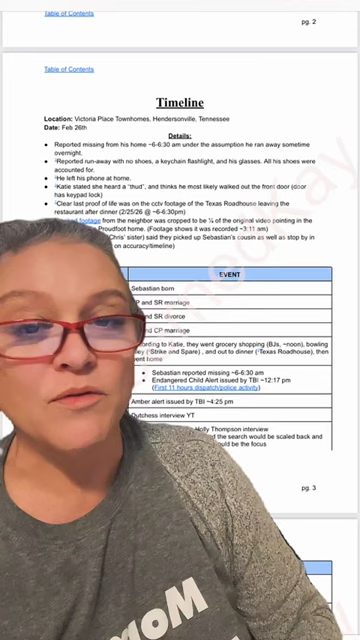 Table of Contents
pg. 2
Table of Contents
Timeline
Location: Victoria Place Townhomes, Hendersonville, Tennessee
Date: Feb 26th
Details:
Reported missing from his home ~6-6:30 am under the assumption he ran away sometime
overnight.
Reported run-away with no shoes, a keychain flashlight, and his glasses. All his shoes were
accounted for.
He left his phone at home.
Katie stated she heard a "thud", and thinks he most likely walked out the front door (door
has keypad lock)
Clear last proof of life was on the cctv footage of the Texas Roadhouse leaving the
restaurant after dinner (2/25/26 @ ~6-6:30pm)
footage from the neighbor was cropped to be ¼ of the original video pointing in the
Proudfoot home. (Footage shows it was recorded ~3:11 am)
Chris' sister) said they picked up Sebastian's cousin as well as stop by in
on accuracy/timeline)
EVENT
Sebastian born
and SR marriage
and SR divorce
and CP marriage
to Katie, they went grocery shopping (BJs, ~noon), bowling
(Strike and Spare) , and out to dinner (Texas Roadhouse), then
home
Sebastian reported missing ~6-6:30 am
Endangered Child Alert issued by TBI ~12:17 pm
(First 11 hours dispatch/police activity)
Amber alert issued by TBI ~4:25 pm
Dutchess interview YT
Holly Thompson interview
the search would be scaled back and
would be the focus
pg. 3
MOM